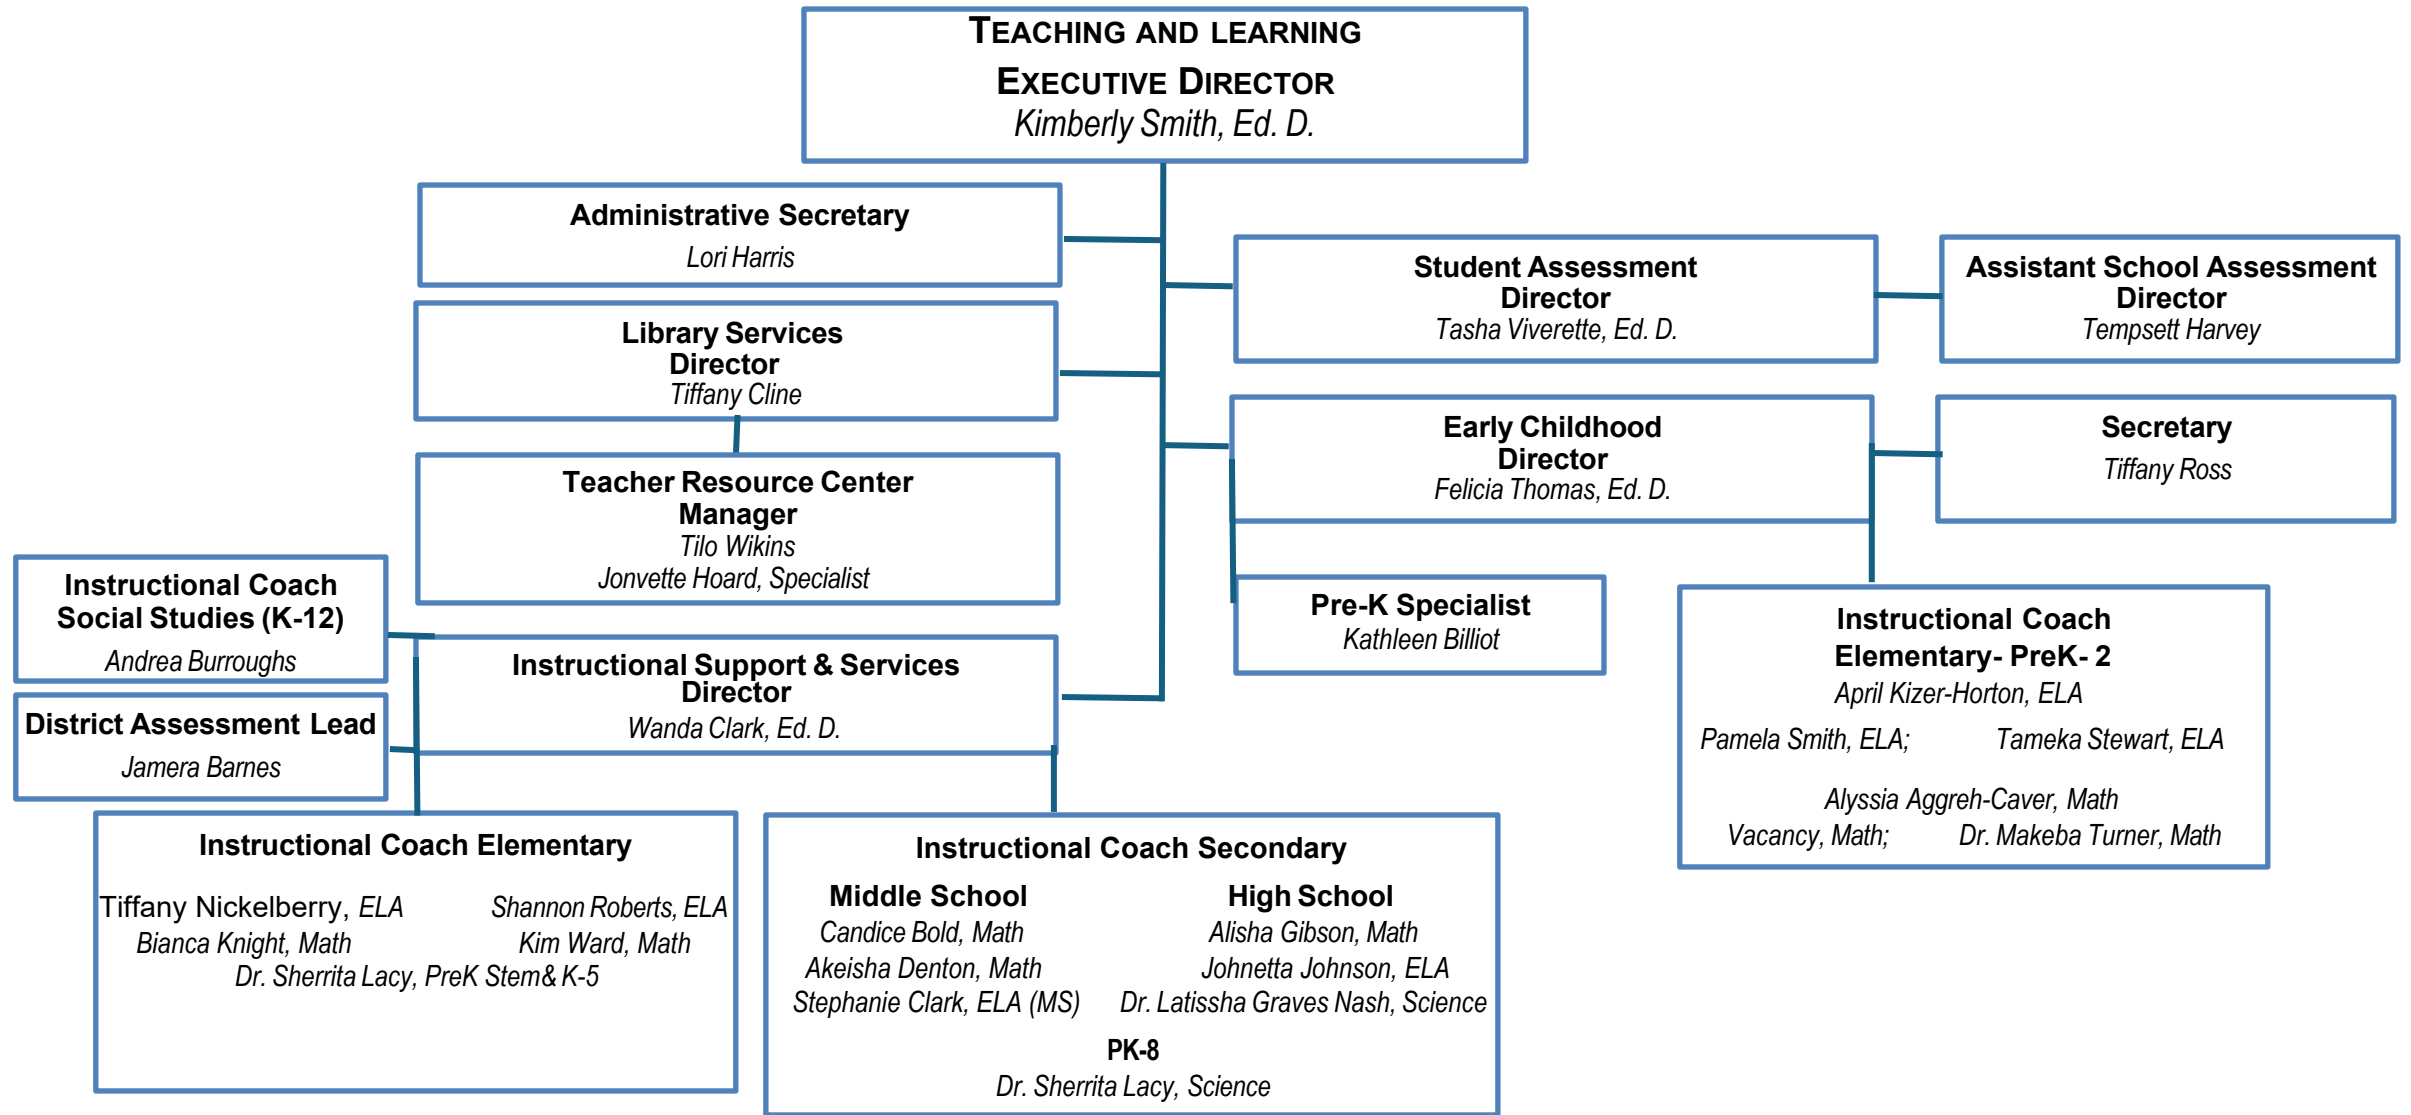 TEACHING AND LEARNING
EXECUTIVE DIRECTOR
Kimberly Smith, Ed. D.
Administrative Secretary
Lori Harris
Student Assessment
Director
Tasha Viverette, Ed. D.
Assistant School Assessment
Director
Tempsett Harvey
Library Services
Director
Tiffany Cline
Early Childhood
Director
Felicia Thomas, Ed. D.
Secretary
Tiffany Ross
Teacher Resource Center
Manager
Tilo Wikins
Jonvette Hoard, Specialist
Instructional Coach
Social Studies (K-12)
Andrea Burroughs
Pre-K Specialist
Kathleen Billiot
Instructional Coach
Elementary- PreK- 2
April Kizer-Horton, ELA
Pamela Smith, ELA; Tameka Stewart, ELA
Alyssia Aggreh-Caver, Math
Vacancy, Math; Dr. Makeba Turner, Math
Instructional Support & Services
Director
Wanda Clark, Ed. D.
District Assessment Lead
Jamera Barnes
Instructional Coach Elementary
Tiffany Nickelberry, ELA Shannon Roberts, ELA
Bianca Knight, Math Kim Ward, Math
Dr. Sherrita Lacy, PreK Stem& K-5
Instructional Coach Secondary
Middle School High School
Candice Bold, Math Alisha Gibson, Math
Akeisha Denton, Math Johnetta Johnson, ELA
Stephanie Clark, ELA (MS) Dr. Latissha Graves Nash, Science
PK-8
Dr. Sherrita Lacy, Science